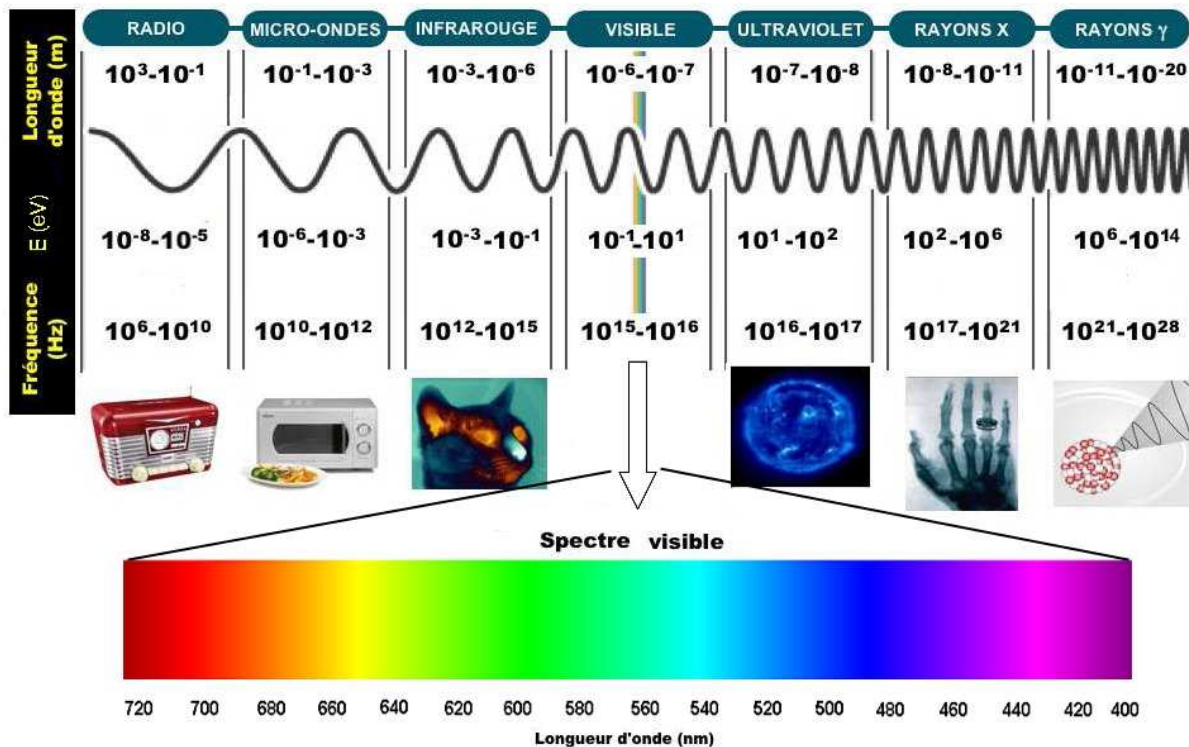 RADIO MICRO-ONDES INFRAROUGE VISIBLE ULTRAVIOLET RAYONS X RAYONS γ
Longueur d'onde (m)
10³-10⁻¹ 10⁻¹-10⁻³ 10⁻³-10⁻⁶ 10⁻⁶-10⁻⁷ 10⁻⁷-10⁻⁸ 10⁻⁸-10⁻¹¹ 10⁻¹¹-10⁻²⁰
E (eV)
10⁻⁸-10⁻⁵ 10⁻⁶-10⁻³ 10⁻³-10⁻¹ 10⁻¹-10¹ 10¹-10² 10²-10⁶ 10⁶-10¹⁴
Fréquence (Hz)
10⁶-10¹⁰ 10¹⁰-10¹² 10¹²-10¹⁵ 10¹⁵-10¹⁶ 10¹⁶-10¹⁷ 10¹⁷-10²¹ 10²¹-10²⁸
Spectre visible
720 700 680 660 640 620 600 580 560 540 520 500 480 460 440 420 400
Longueur d'onde (nm)